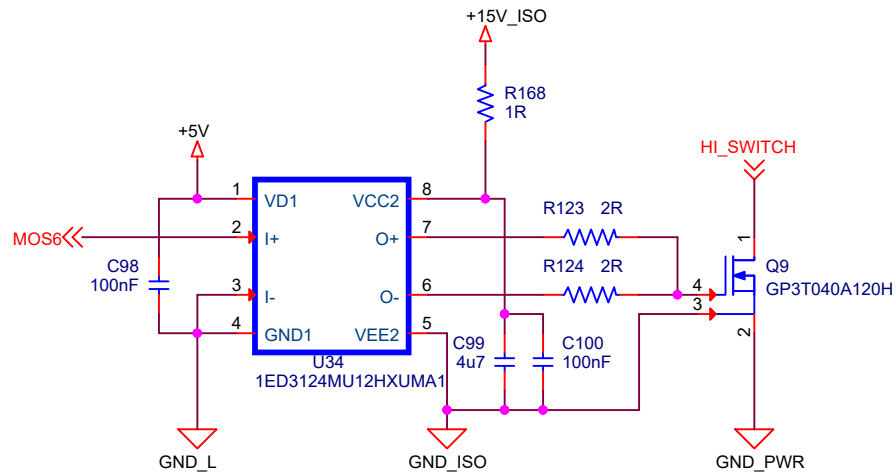 +15V_ISO
R168
1R
+5V
HI_SWITCH
1 VD1 VCC2 8
R123 2R
1
MOS6
2 I+ O+ 7
C98
100nF
R124 2R
Q9
GP3T040A120H
4
3 I- O- 6
3
4 GND1 VEE2 5
2
C99
4u7
C100
100nF
U34
1ED3124MU12HXUMA1
GND_L
GND_ISO
GND_PWR